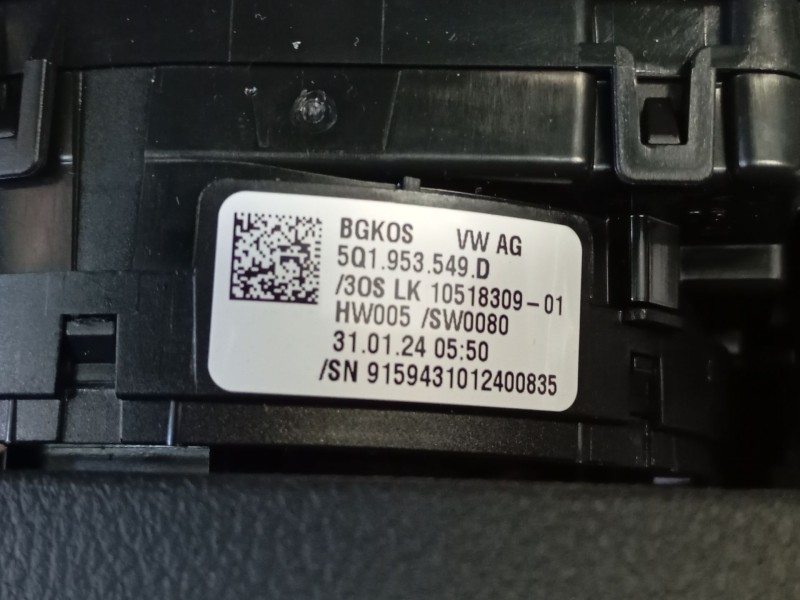 BGKOS VW AG
5Q1.953.549.D
/3OS LK 10518309-01
HW005 /SW0080
31.01.24 05:50
/SN 9159431012400835